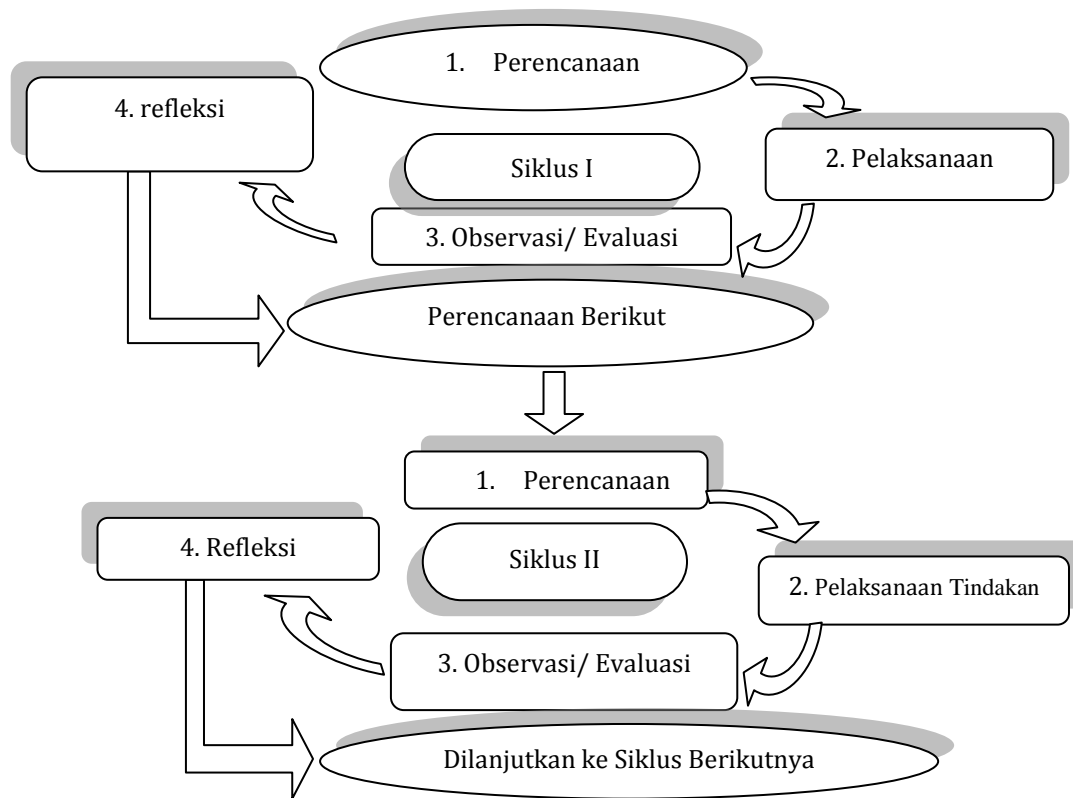 1. Perencanaan
4. refleksi
2. Pelaksanaan
Siklus I
3. Observasi/ Evaluasi
Perencanaan Berikut
1. Perencanaan
4. Refleksi
Siklus II
2. Pelaksanaan Tindakan
3. Observasi/ Evaluasi
Dilanjutkan ke Siklus Berikutnya